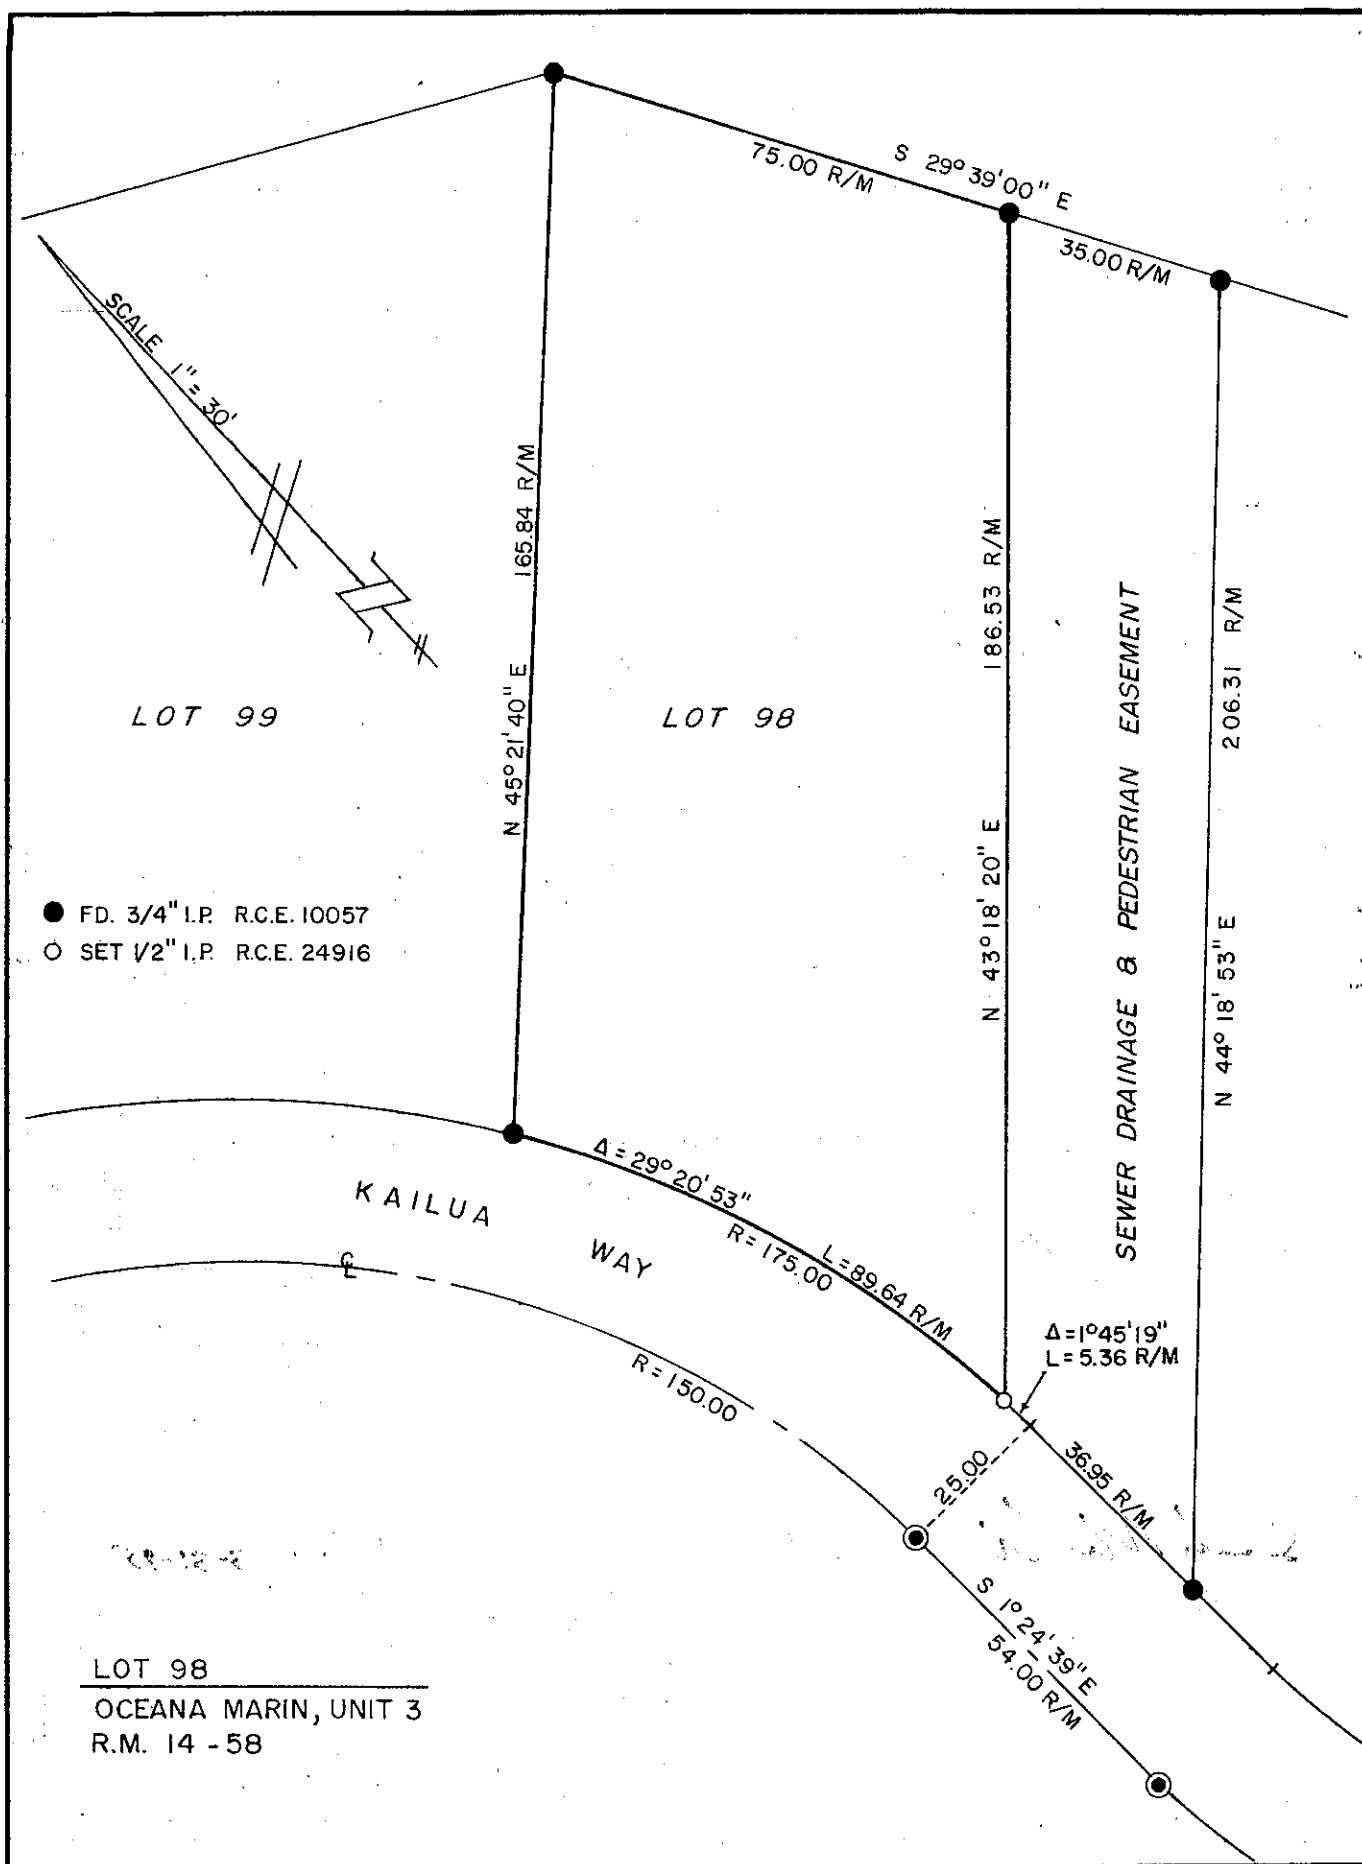 75.00 R/M
S 29° 39' 00" E
35.00 R/M
SCALE 1" = 30'
N 45° 21' 40" E 165.84 R/M
N 43° 18' 20" E 186.53 R/M
SEWER DRAINAGE & PEDESTRIAN EASEMENT
N 44° 18' 53" E 206.31 R/M
LOT 99
LOT 98
FD. 3/4" I.P. R.C.E. 10057
SET 1/2" I.P. R.C.E. 24916
Δ = 29° 20' 53"
R = 175.00
L = 89.64 R/M
KAILUA WAY
℄
R = 150.00
Δ = 1° 45' 19"
L = 5.36 R/M
25.00
36.95 R/M
S 1° 24' 39" E
54.00 R/M
LOT 98
OCEANA MARIN, UNIT 3
R.M. 14 - 58